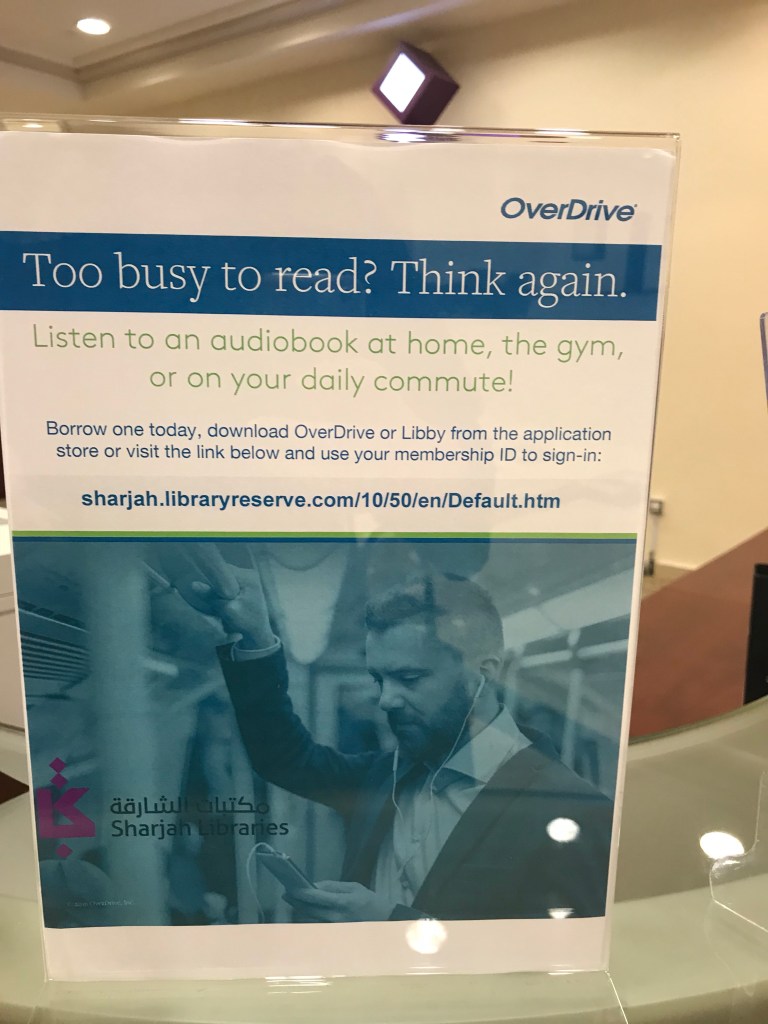 OverDrive
Too busy to read? Think again.
Listen to an audiobook at home, the gym,
or on your daily commute!
Borrow one today, download OverDrive or Libby from the application
store or visit the link below and use your membership ID to sign-in:
sharjah.libraryreserve.com/10/50/en/Default.htm
مكتبات الشارقة
Sharjah Libraries